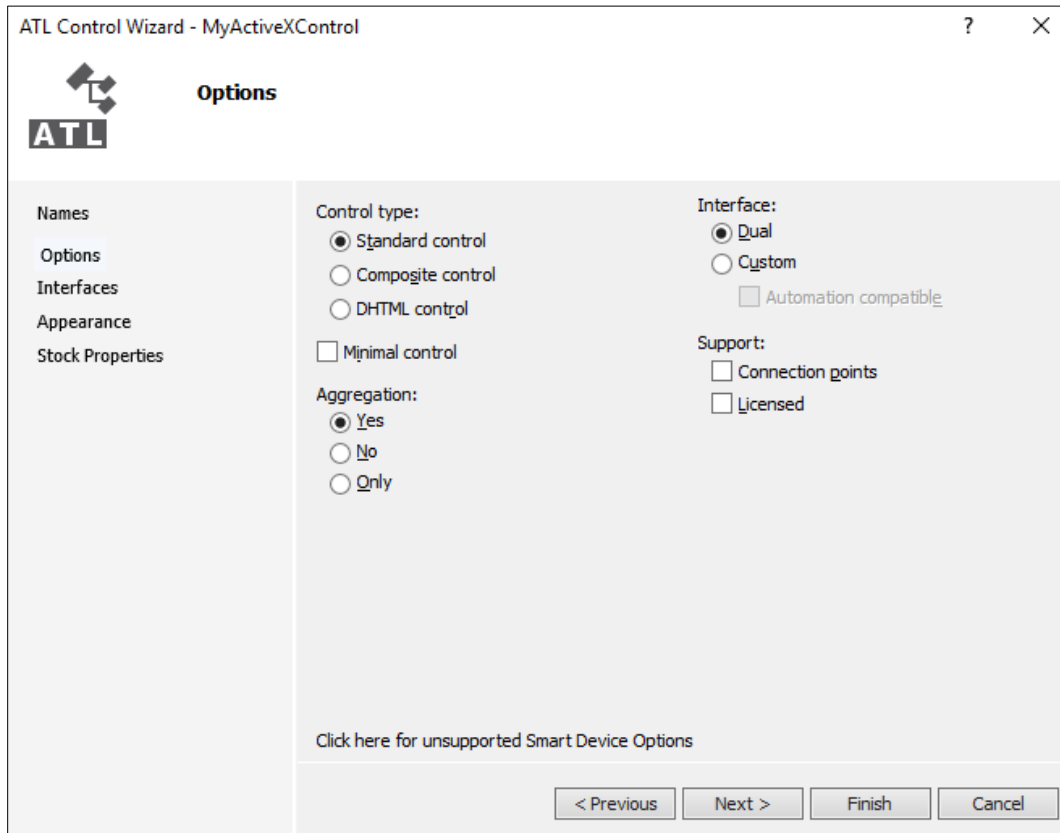 ATL Control Wizard - MyActiveXControl
?
ATL
Options
Names
Options
Interfaces
Appearance
Stock Properties
Control type:
Standard control
Composite control
DHTML control
Minimal control
Aggregation:
Yes
No
Only
Interface:
Dual
Custom
Automation compatible
Support:
Connection points
Licensed
Click here for unsupported Smart Device Options
< Previous
Next >
Finish
Cancel